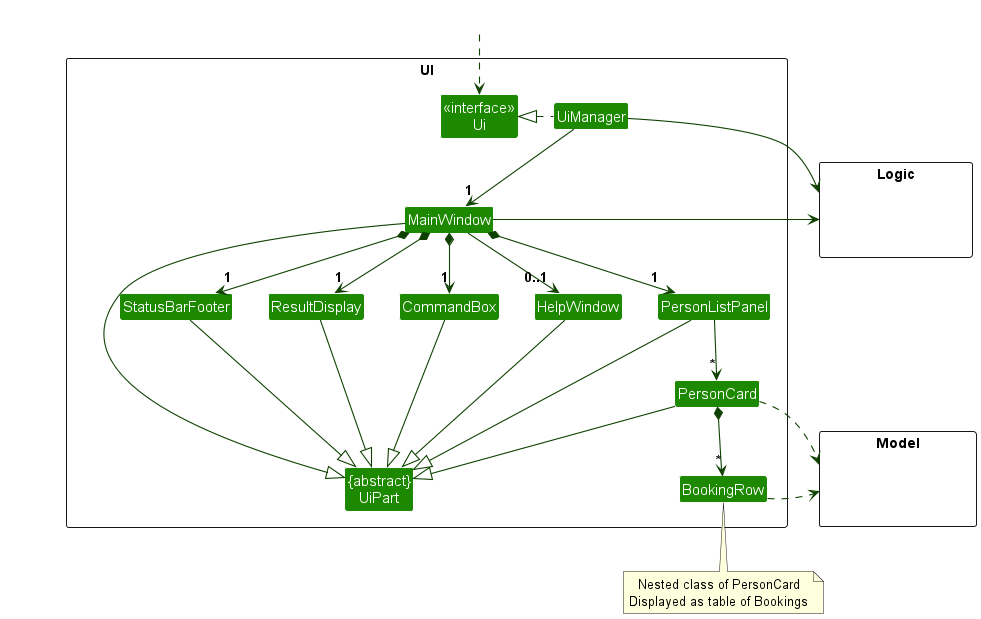 UI
«interface»
Ui
UiManager
Logic
1
MainWindow
1
1
1
0..1
1
StatusBarFooter
ResultDisplay
CommandBox
HelpWindow
PersonListPanel
*
PersonCard
Model
*
{abstract}
UiPart
BookingRow
Nested class of PersonCard
Displayed as table of Bookings